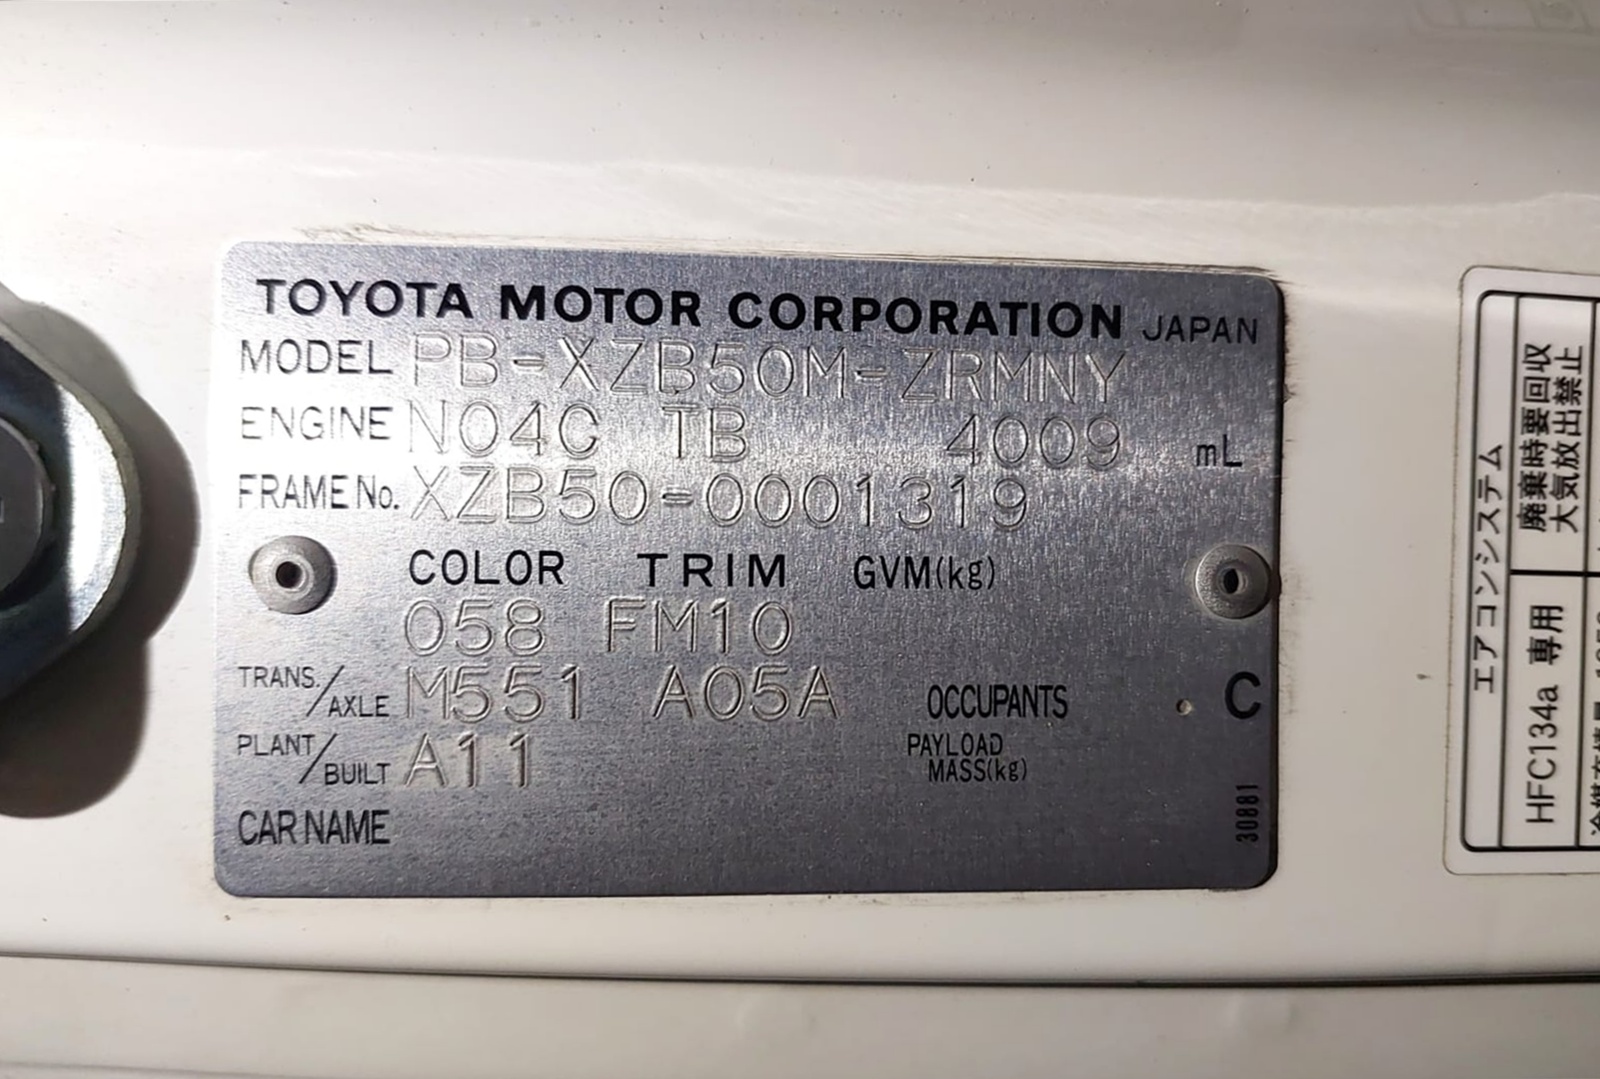 TOYOTA MOTOR CORPORATION JAPAN
MODEL PB-XZB50M-ZRMNY
ENGINE N04C TB 4009 mL
FRAME No. XZB50-0001319
COLOR TRIM GVM(kg)
058 FM10
TRANS./AXLE M551 A05A OCCUPANTS C
PLANT/BUILT A11 PAYLOAD MASS(kg)
CAR NAME
30881
エアコンシステム
廃棄時要回収
大気放出禁止
HFC134a 専用